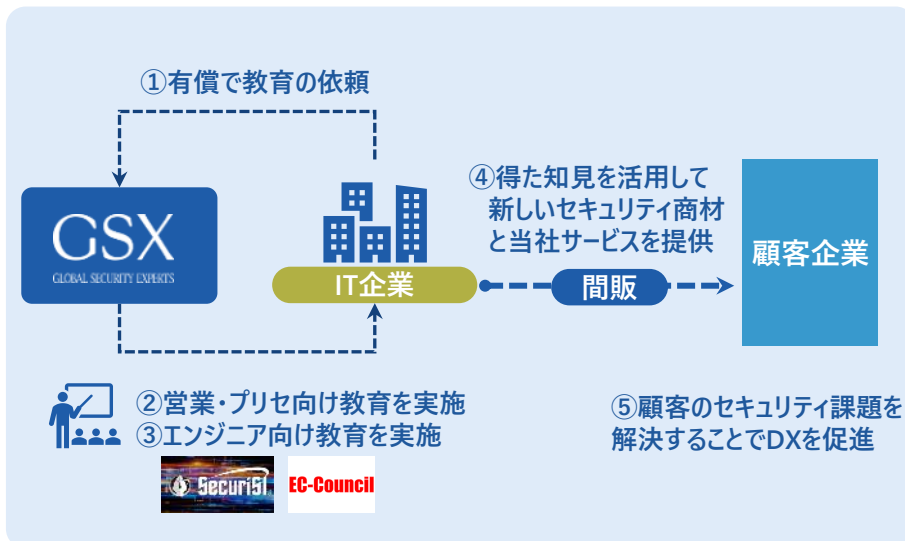 ①有償で教育の依頼
GSX
GLOBAL SECURITY EXPERTS
IT企業
④得た知見を活用して
新しいセキュリティ商材
と当社サービスを提供
間販
顧客企業
②営業・プリセ向け教育を実施
③エンジニア向け教育を実施
SecuriST
EC-Council
⑤顧客のセキュリティ課題を
解決することでDXを促進